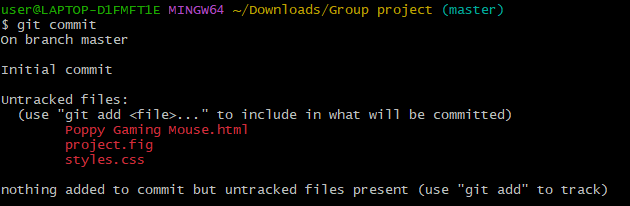 user@LAPTOP-D1FMFT1E MINGW64 ~/Downloads/Group project (master)
$ git commit
On branch master
Initial commit
Untracked files:
(use "git add <file>..." to include in what will be committed)
Poppy Gaming Mouse.html
project.fig
styles.css
nothing added to commit but untracked files present (use "git add" to track)